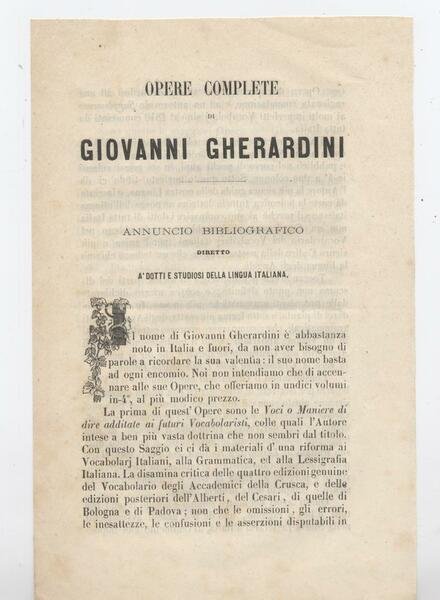 OPERE COMPLETE
DI
GIOVANNI GHERARDINI
ANNUNCIO BIBLIOGRAFICO
DIRETTO
A' DOTTI E STUDIOSI DELLA LINGUA ITALIANA,
Il nome di Giovanni Gherardini è abbastanza
noto in Italia e fuori, da non aver bisogno di
parole a ricordare la sua valentìa: il suo nome basta
ad ogni encomio. Noi non intendiamo che di accen-
nare alle sue Opere, che offeriamo in undici volumi
in-4°, al più modico prezzo.
La prima di quest' Opere sono le Voci o Maniere di
dire additate ai futuri Vocabolaristi, colle quali l'Autore
intese a ben più vasta dottrina che non sembri dal titolo.
Con questo Saggio ei ci dà i materiali d' una riforma ai
Vocabolarj Italiani, alla Grammatica, ed alla Lessigrafia
Italiana. La disamina critica delle quattro edizioni genuine
del Vocabolario degli Accademici della Crusca, e delle
edizioni posteriori dell'Alberti, del Cesari, di quelle di
Bologna e di Padova; non che le omissioni, gli errori,
le inesattezze, le confusioni e le asserzioni disputabili in